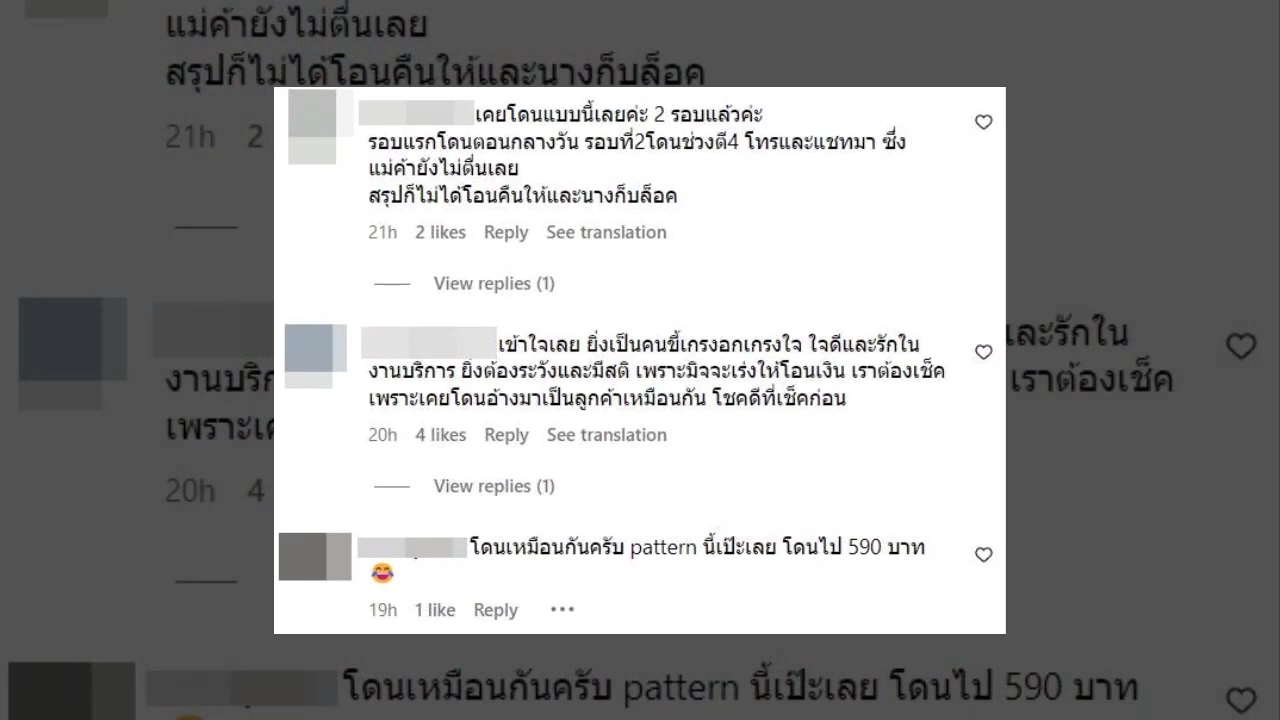 แม่ค้ายังไม่ตื่นเลย
สรุปก็ไม่ได้โอนคืนให้และนางก็บล็อค
21h 2
เคยโดนแบบนี้เลยค่ะ 2 รอบแล้วค่ะ
รอบแรกโดนตอนกลางวัน รอบที่2โดนช่วงตี4 โทรและแชทมา ซึ่ง
แม่ค้ายังไม่ตื่นเลย
สรุปก็ไม่ได้โอนคืนให้และนางก็บล็อค
21h 2 likes Reply See translation
View replies (1)
เข้าใจเลย ยิ่งเป็นคนขี้เกรงอกเกรงใจ ใจดีและรักใน
งานบริการ ยิ่งต้องระวังและมีสติ เพราะมิจจะเร่งให้โอนเงิน เราต้องเช็ค
เพราะเคยโดนอ้างมาเป็นลูกค้าเหมือนกัน โชคดีที่เช็คก่อน
20h 4 likes Reply See translation
View replies (1)
โดนเหมือนกันครับ pattern นี้เป๊ะเลย โดนไป 590 บาท
😂
19h 1 like Reply •••
และรักใน
งานบริก เราต้องเช็ค
เพราะเ
20h 4
โดนเหมือนกันครับ pattern นี้เป๊ะเลย โดนไป 590 บาท